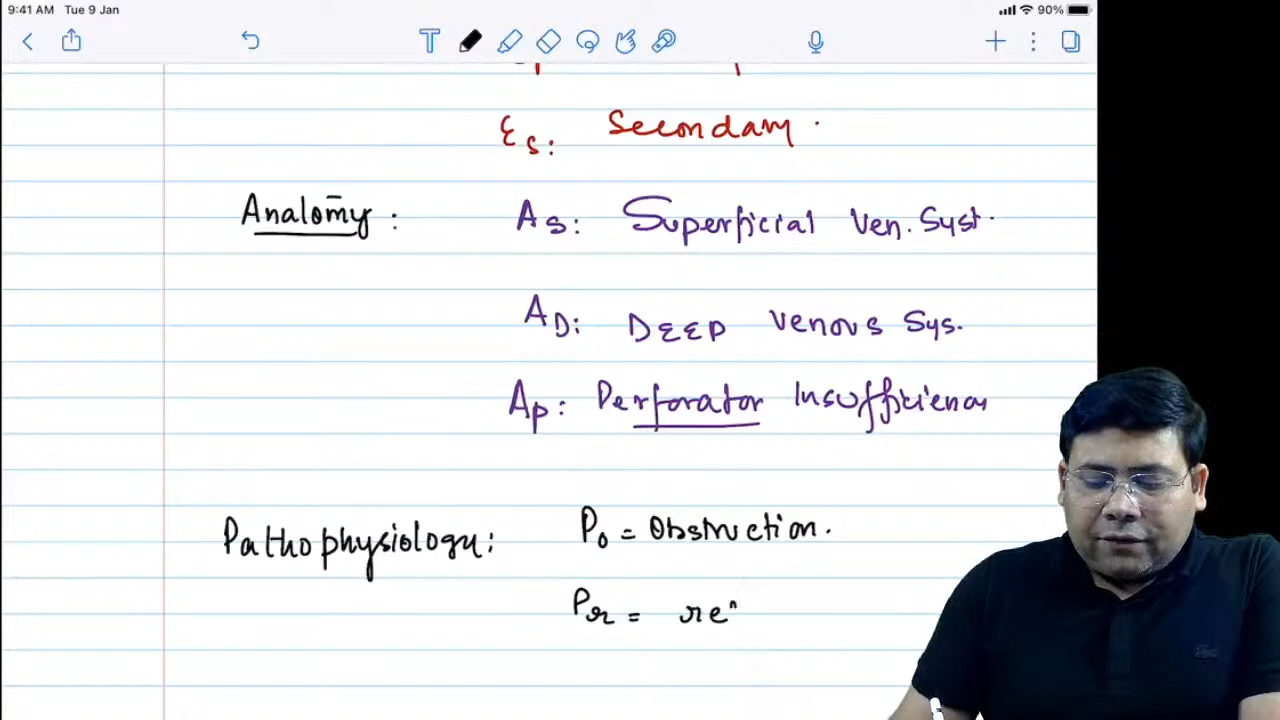 9:41 AM Tue 9 Jan
90%
Es: Secondary.
Anatomy: As: Superficial Ven. Syst.
AD: DEEP Venous Sys.
Ap: Perforator Insufficiency
Pathophysiology: Po = Obstruction.
Pr = re